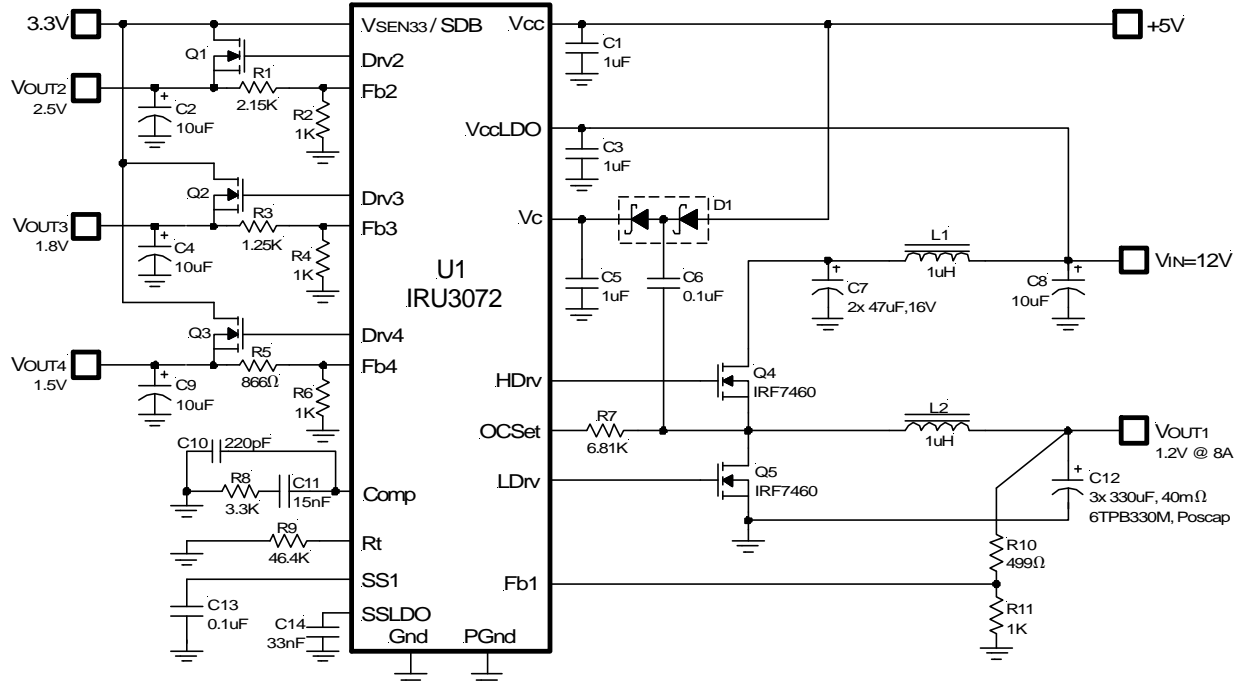 3.3V
VOUT2
2.5V
VOUT3
1.8V
VOUT4
1.5V
Q1
R1
2.15K
C2
10uF
R2
1K
Q2
R3
1.25K
C4
10uF
R4
1K
Q3
R5
866Ω
C9
10uF
R6
1K
C10
220pF
R8
3.3K
C11
15nF
R9
46.4K
C13
0.1uF
C14
33nF
VSEN33 / SDB
Drv2
Fb2
Drv3
Fb3
Drv4
Fb4
Comp
Rt
SS1
SSLDO
Gnd
PGnd
U1
IRU3072
Vcc
VccLDO
Vc
HDrv
OCSet
LDrv
Fb1
C1
1uF
C3
1uF
D1
C5
1uF
C6
0.1uF
L1
1uH
C7
2x 47uF,16V
C8
10uF
Q4
IRF7460
R7
6.81K
L2
1uH
Q5
IRF7460
C12
3x 330uF, 40mΩ
6TPB330M, Poscap
R10
499Ω
R11
1K
+5V
VIN=12V
VOUT1
1.2V @ 8A